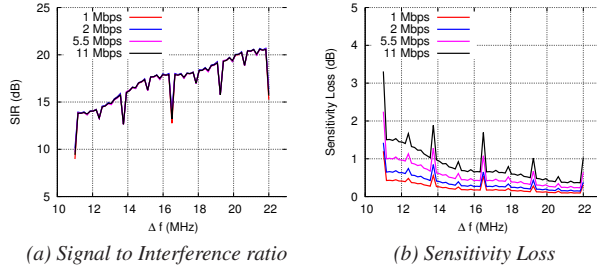 1 Mbps
2 Mbps
5.5 Mbps
11 Mbps
SIR (dB)
25
20
15
10
5
10 12 14 16 18 20 22
Δ f (MHz)
(a) Signal to Interference ratio
1 Mbps
2 Mbps
5.5 Mbps
11 Mbps
Sensitivity Loss (dB)
5
4
3
2
1
0
10 12 14 16 18 20 22
Δ f (MHz)
(b) Sensitivity Loss